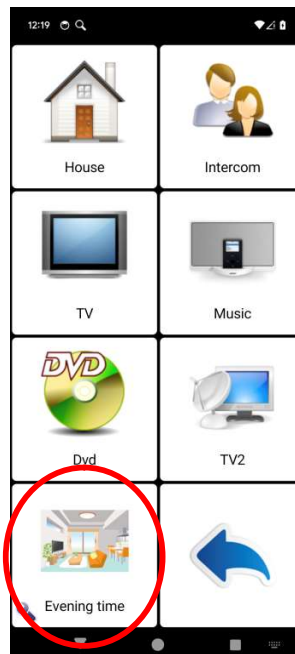 12:19
House
Intercom
TV
Music
DVD
Dvd
TV2
Evening time